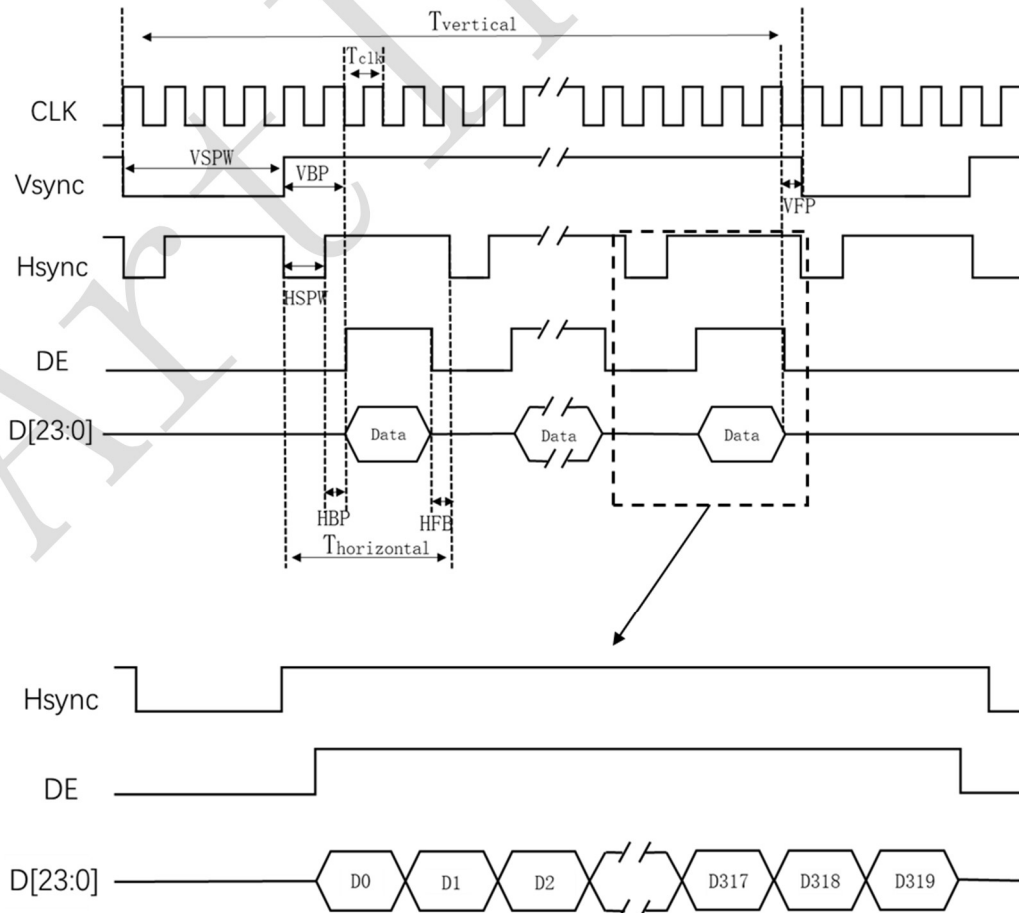 Tvertical
Tclk
CLK
VSPW
VBP
Vsync
VFP
Hsync
HSPW
DE
D[23:0]
Data Data Data
HBP HFB
Thorizontal
Hsync
DE
D[23:0] D0 D1 D2 D317 D318 D319